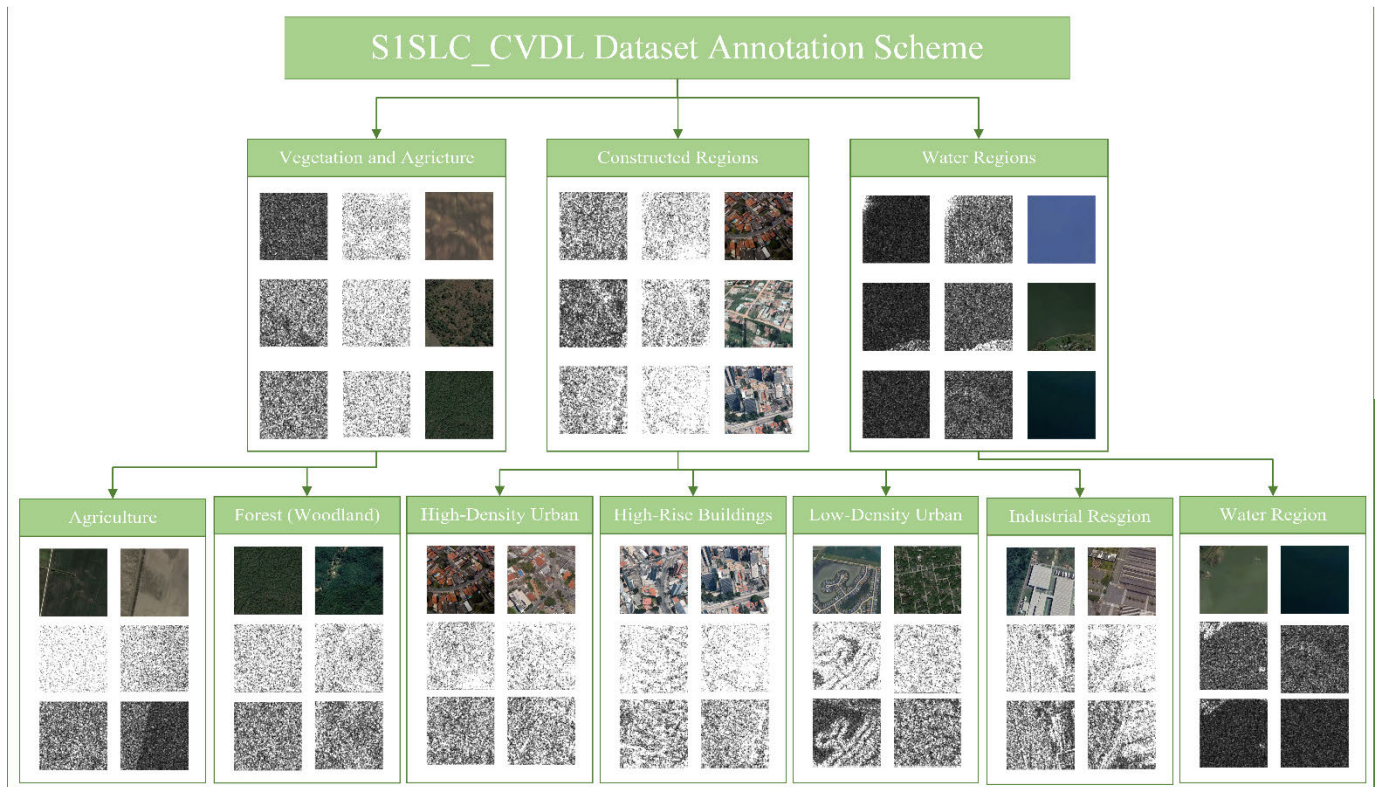 S1SLC_CVDL Dataset Annotation Scheme
Vegetation and Agricture
Constructed Regions
Water Regions
Agriculture
Forest (Woodland)
High-Density Urban
High-Rise Buildings
Low-Density Urban
Industrial Resgion
Water Region